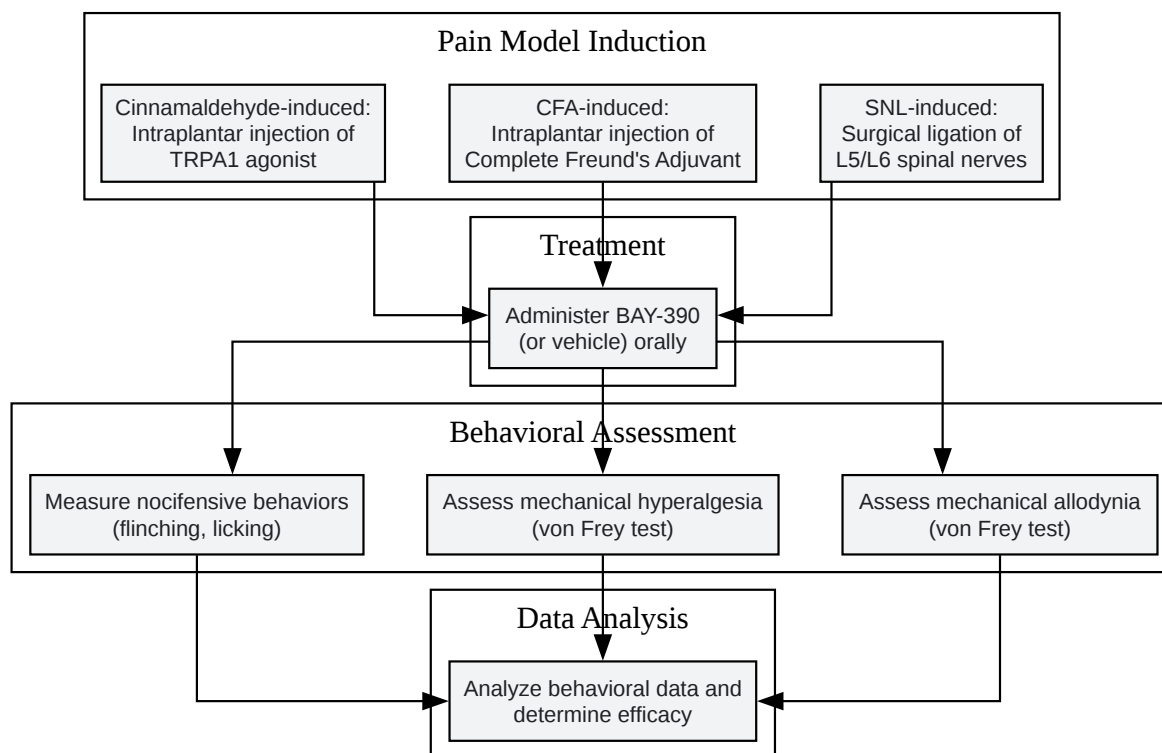 Pain Model Induction
Cinnamaldehyde-induced:
Intraplantar injection of
TRPA1 agonist
CFA-induced:
Intraplantar injection of
Complete Freund's Adjuvant
SNL-induced:
Surgical ligation of
L5/L6 spinal nerves
Treatment
Administer BAY-390
(or vehicle) orally
Behavioral Assessment
Measure nocifensive behaviors
(flinching, licking)
Assess mechanical hyperalgesia
(von Frey test)
Assess mechanical allodynia
(von Frey test)
Data Analysis
Analyze behavioral data and
determine efficacy